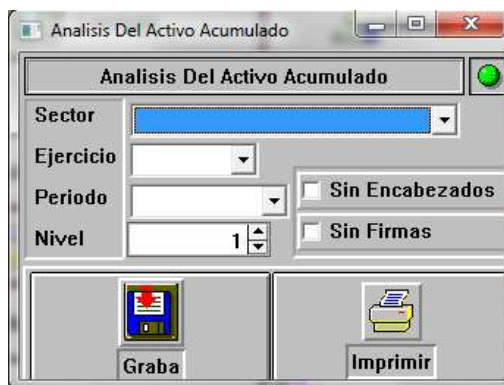 Analisis Del Activo Acumulado
Analisis Del Activo Acumulado
Sector
Ejercicio
Periodo
Sin Encabezados
Nivel
1
Sin Firmas
Graba
Imprimir